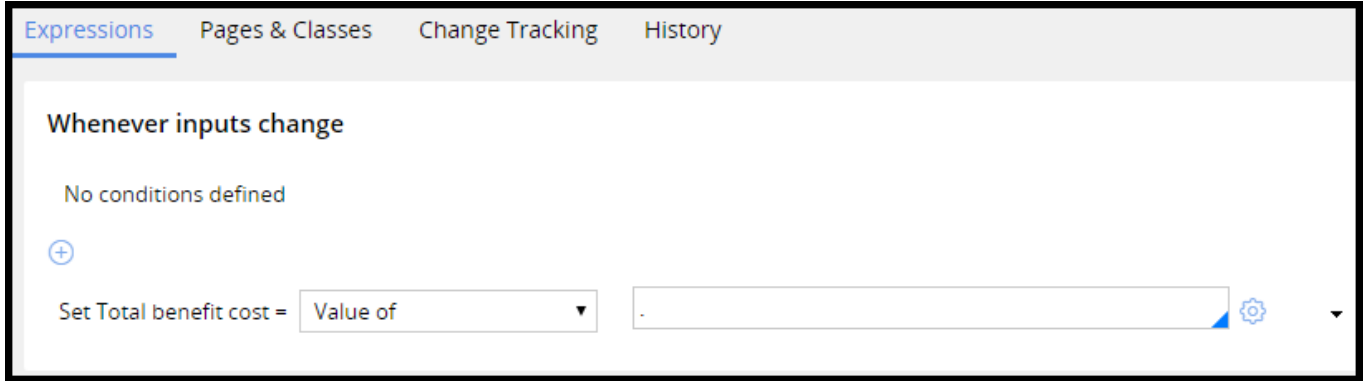 Expressions Pages & Classes Change Tracking History
Whenever inputs change
No conditions defined
Set Total benefit cost = Value of .